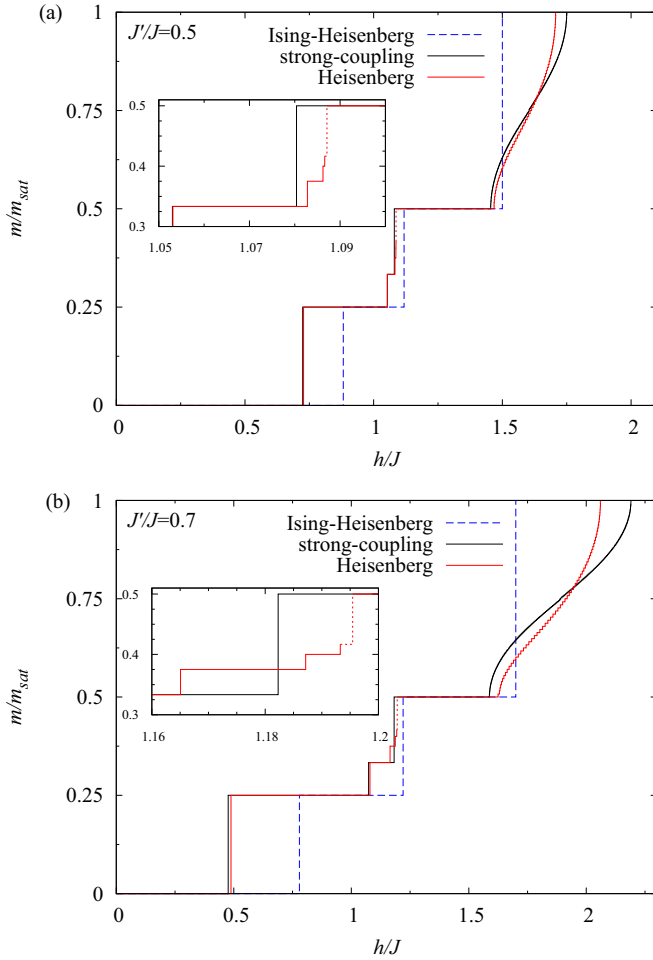 (a)
J'/J=0.5
Ising-Heisenberg
strong-coupling
Heisenberg
1
0.75
0.5
0.25
0
m/m_sat
0.5
0.4
0.3
1.05
1.07
1.09
0
0.5
1
1.5
2
h/J
(b)
J'/J=0.7
Ising-Heisenberg
strong-coupling
Heisenberg
1
0.75
0.5
0.25
0
m/m_sat
0.5
0.4
0.3
1.16
1.18
1.2
0
0.5
1
1.5
2
h/J